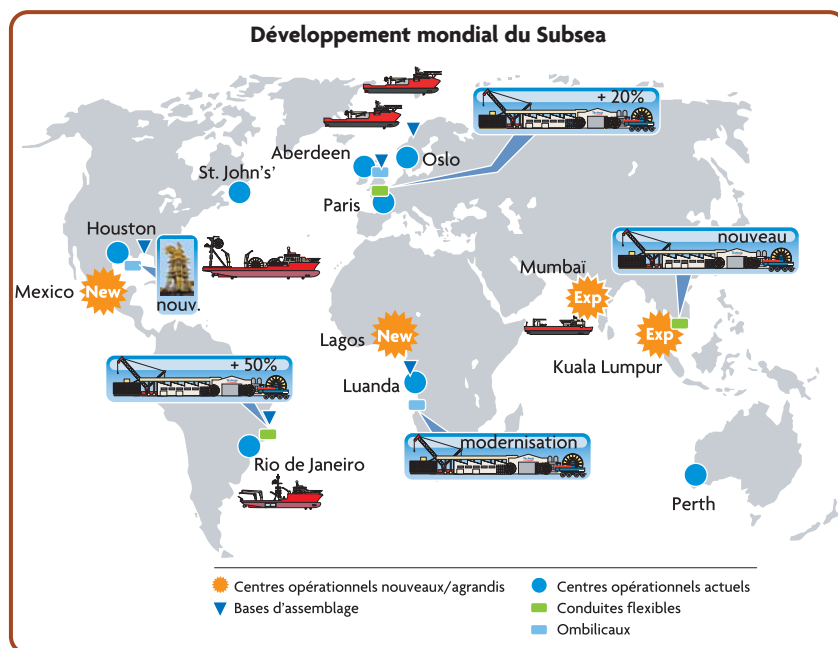 Développement mondial du Subsea
+ 20%
Aberdeen
Oslo
St. John's'
Paris
Houston
nouveau
Mumbaï
Mexico
New
nouv.
Exp
Lagos
New
Exp
Kuala Lumpur
+ 50%
Luanda
modernisation
Rio de Janeiro
Perth
Centres opérationnels nouveaux/agrandis
Bases d'assemblage
Centres opérationnels actuels
Conduites flexibles
Ombilicaux